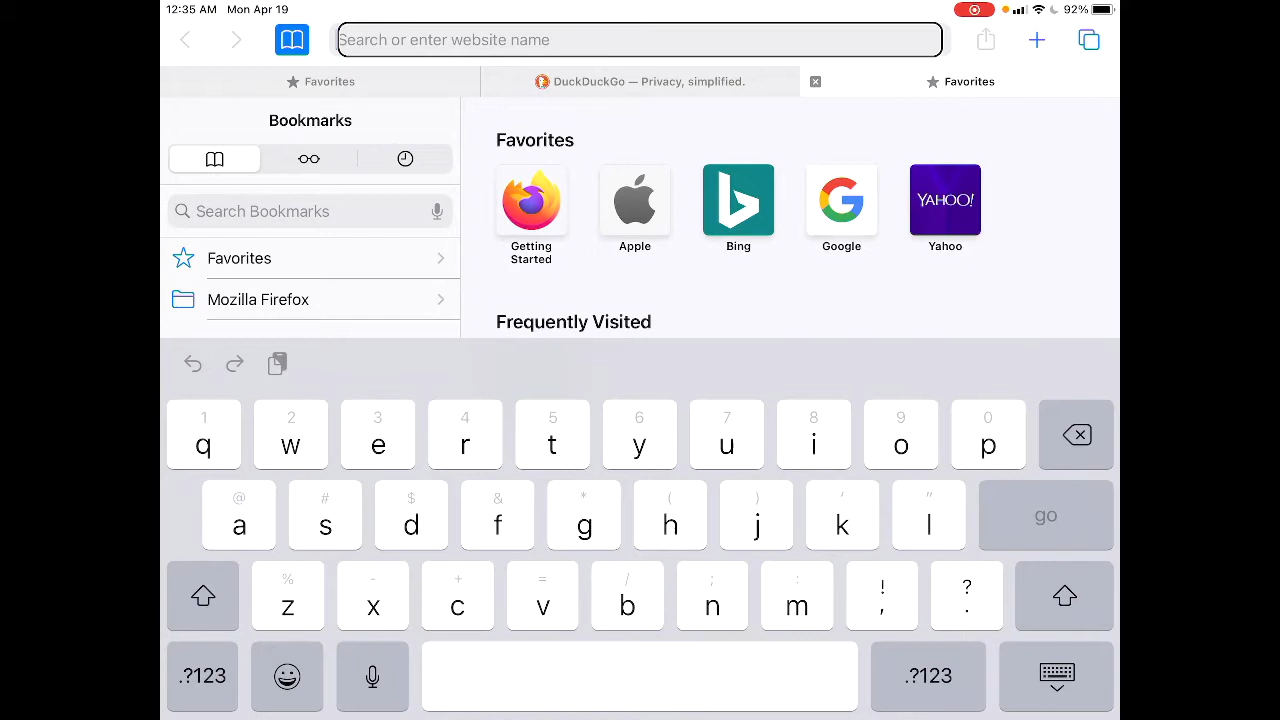 12:35 AM Mon Apr 19
92%
Search or enter website name
Favorites
DuckDuckGo — Privacy, simplified.
Favorites
Bookmarks
Search Bookmarks
Favorites
Mozilla Firefox
Favorites
Getting
Started
Apple
Bing
Google
YAHOO!
Yahoo
Frequently Visited
1 2 3 4 5 6 7 8 9 0
q w e r t y u i o p
@ # $ & * ( ) ' "
a s d f g h j k l go
% - + = / ; : ! ?
z x c v b n m , .
.?123 .?123